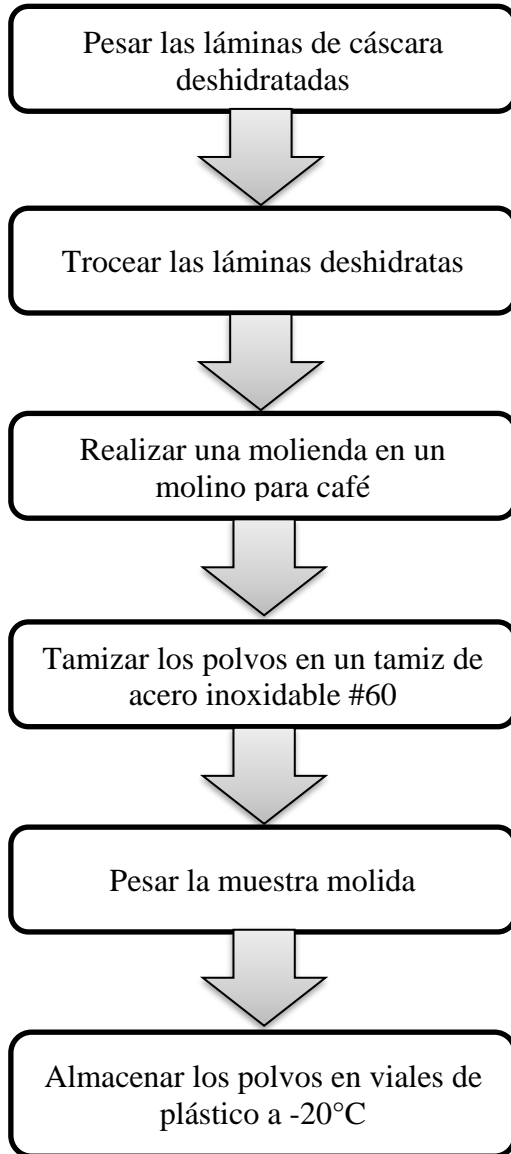 Pesar las láminas de cáscara
deshidratadas
Trocear las láminas deshidratas
Realizar una molienda en un
molino para café
Tamizar los polvos en un tamiz de
acero inoxidable #60
Pesar la muestra molida
Almacenar los polvos en viales de
plástico a -20°C